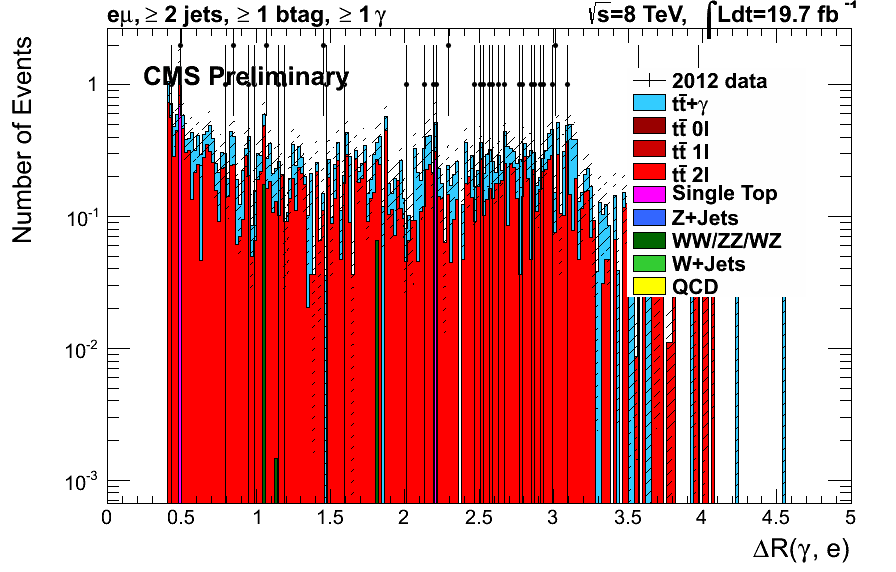 eμ, ≥ 2 jets, ≥ 1 btag, ≥ 1 γ
√s=8 TeV, ∫Ldt=19.7 fb⁻¹
CMS Preliminary
2012 data
tt̄+γ
tt̄ 0l
tt̄ 1l
tt̄ 2l
Single Top
Z+Jets
WW/ZZ/WZ
W+Jets
QCD
Number of Events
1
10⁻¹
10⁻²
10⁻³
0 0.5 1 1.5 2 2.5 3 3.5 4 4.5 5
ΔR(γ, e)